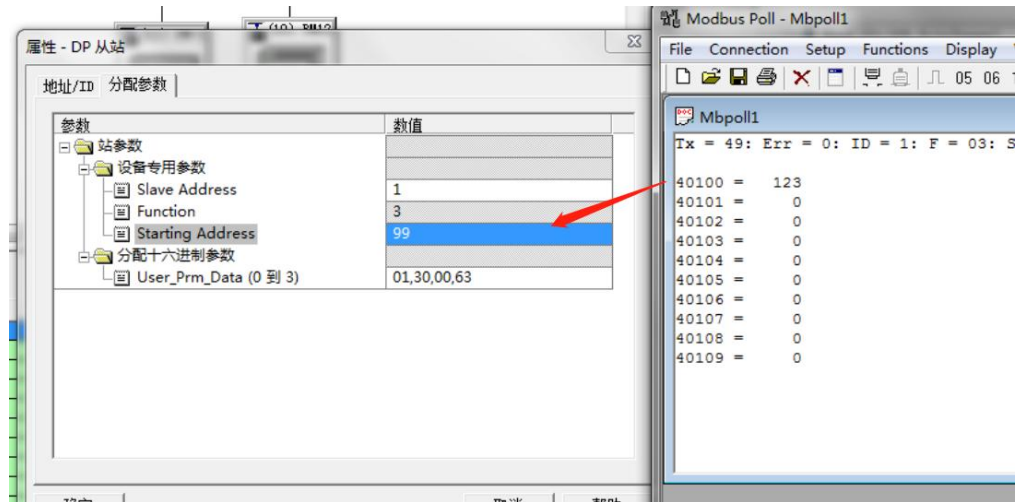 属性 - DP 从站
地址/ID 分配参数
参数 数值
站参数
设备专用参数
Slave Address 1
Function 3
Starting Address 99
分配十六进制参数
User_Prm_Data (0 到 3) 01,30,00,63
Modbus Poll - Mbpoll1
File Connection Setup Functions Display
05 06
Mbpoll1
Tx = 49: Err = 0: ID = 1: F = 03: S
40100 = 123
40101 = 0
40102 = 0
40103 = 0
40104 = 0
40105 = 0
40106 = 0
40107 = 0
40108 = 0
40109 = 0